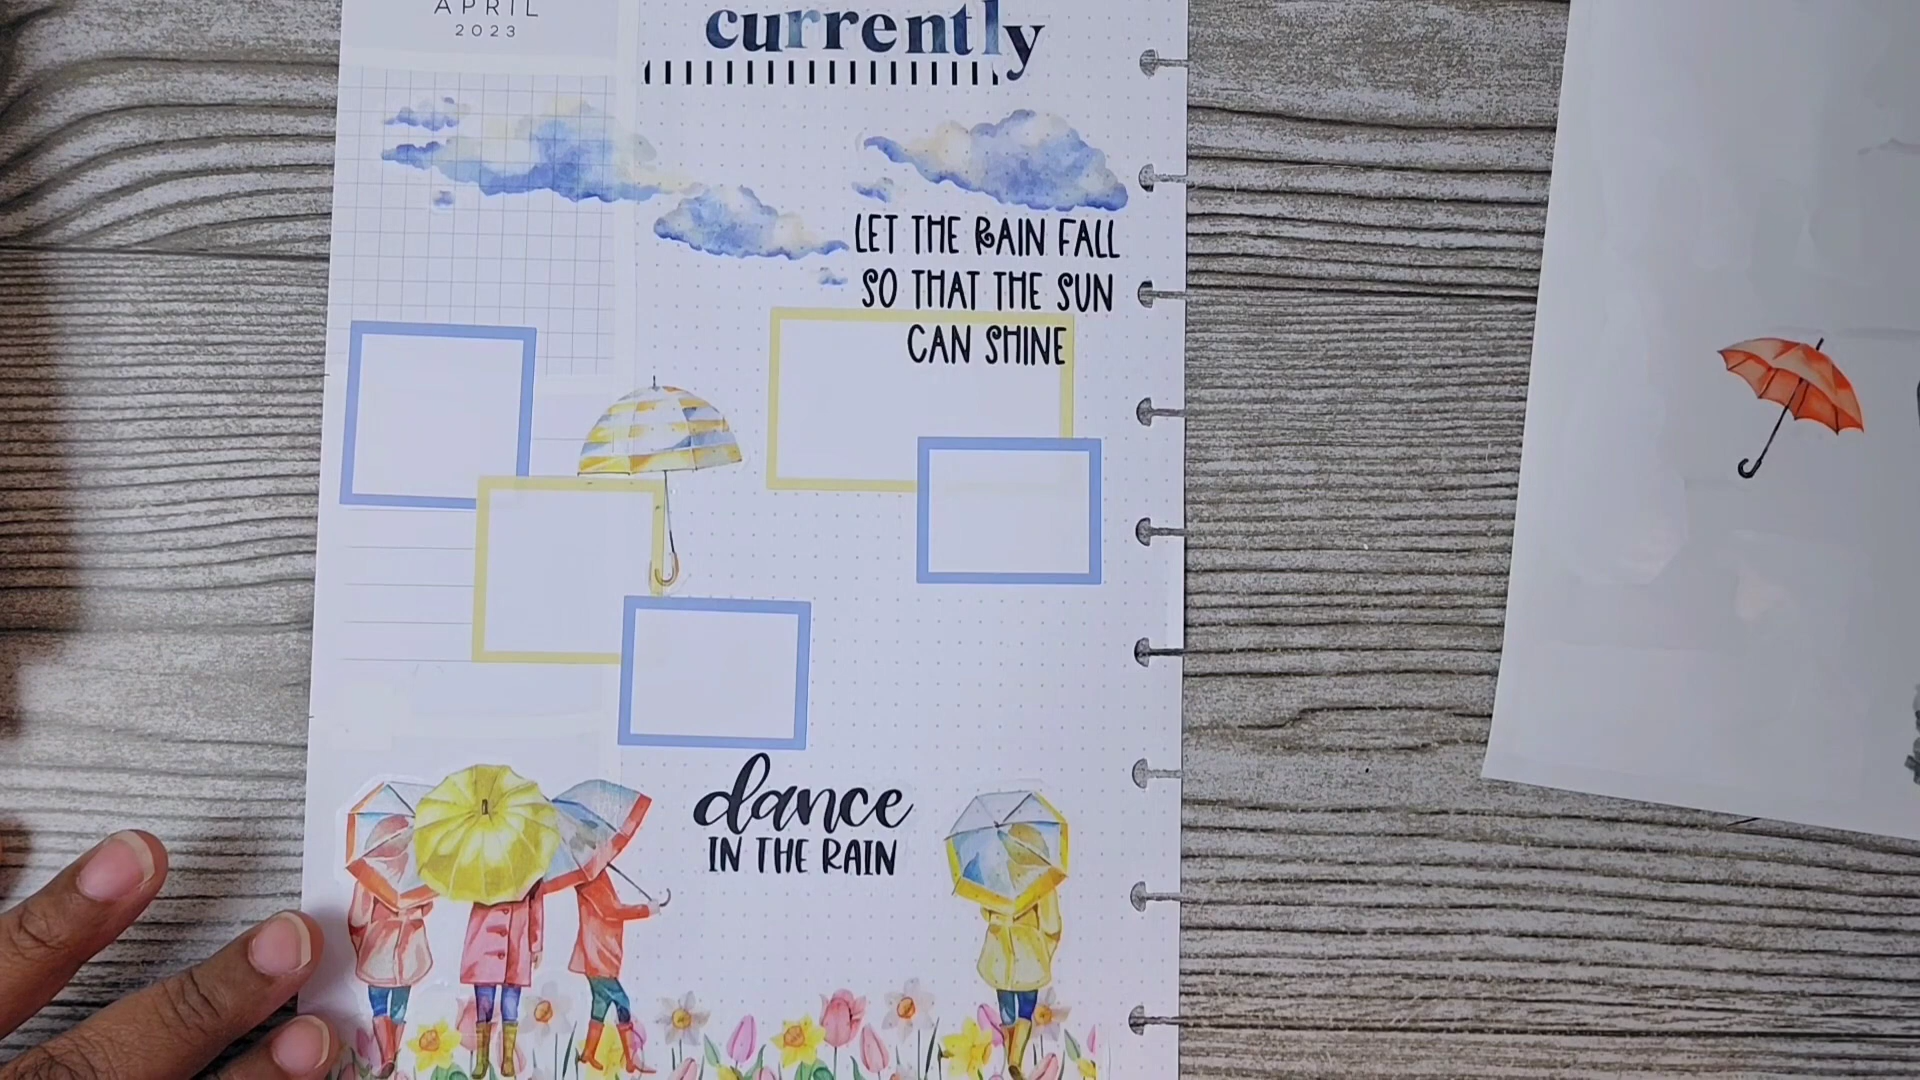 APRIL
2023
currently
LET THE RAIN FALL
SO THAT THE SUN
CAN SHINE
dance
IN THE RAIN